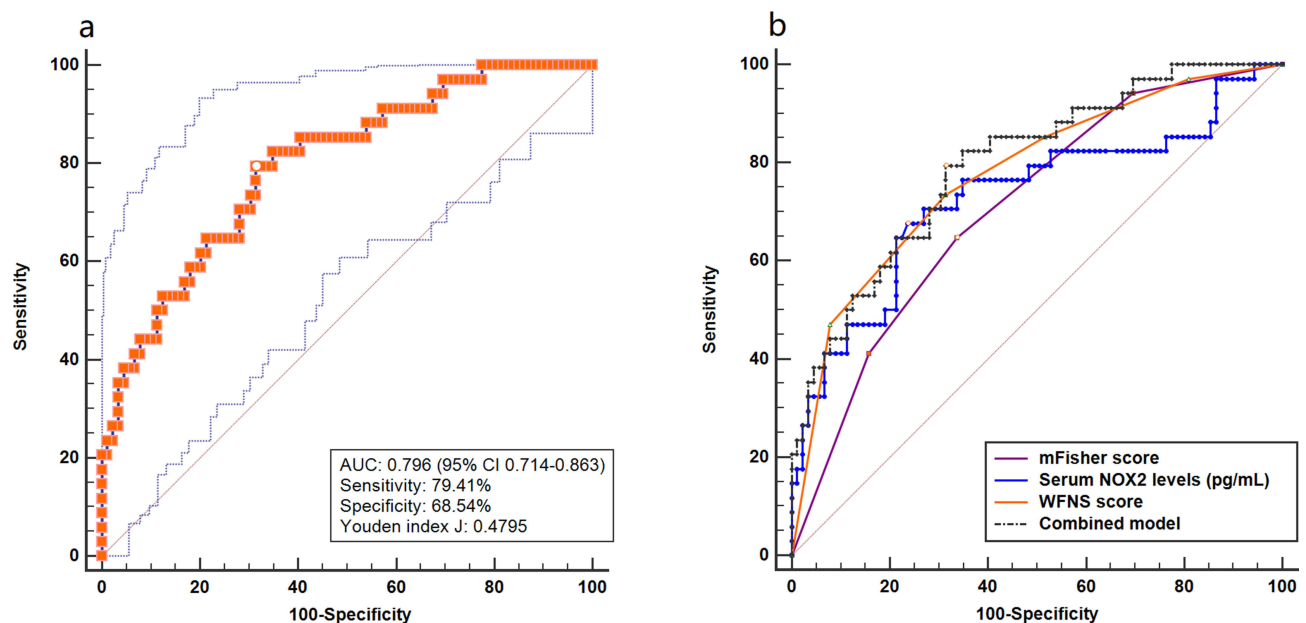 a
100
80
60
40
20
0
Sensitivity
AUC: 0.796 (95% CI 0.714-0.863)
Sensitivity: 79.41%
Specificity: 68.54%
Youden index J: 0.4795
0 20 40 60 80 100
100-Specificity
b
100
80
60
40
20
0
Sensitivity
mFisher score
Serum NOX2 levels (pg/mL)
WFNS score
Combined model
0 20 40 60 80 100
100-Specificity